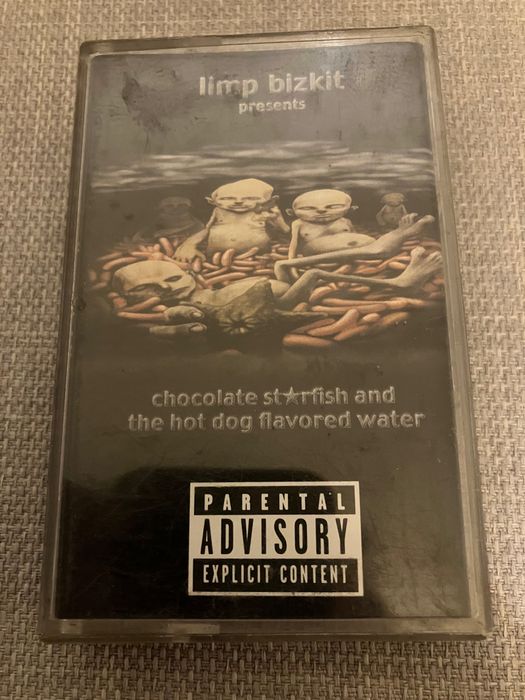 limp bizkit
presents
chocolate st★rfish and
the hot dog flavored water
PARENTAL
ADVISORY
EXPLICIT CONTENT